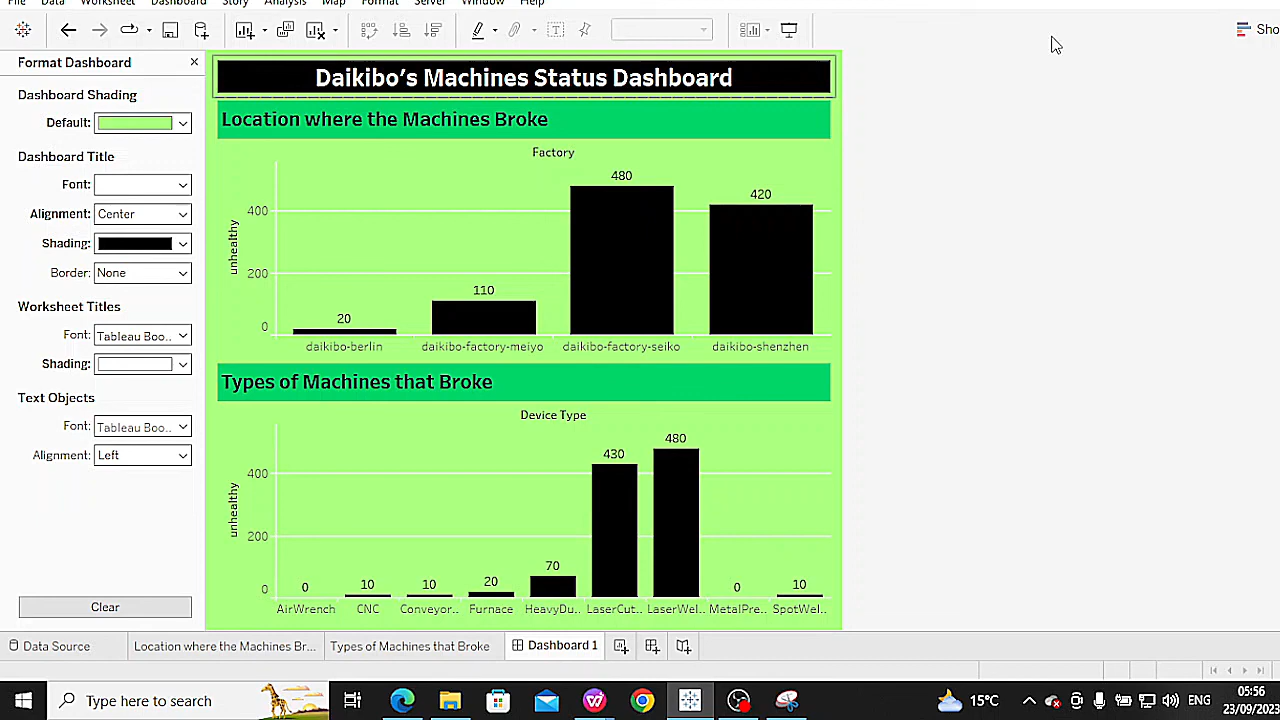 File Data Worksheet Dashboard Story Analysis Map Format Server Window Help
Sho
Format Dashboard
Dashboard Shading
Default:
Dashboard Title
Font:
Alignment: Center
Shading:
Border: None
Worksheet Titles
Font: Tableau Boo..
Shading:
Text Objects
Font: Tableau Boo..
Alignment: Left
Clear
Daikibo's Machines Status Dashboard
Location where the Machines Broke
Factory
unhealthy
400
200
0
20
110
480
420
daikibo-berlin
daikibo-factory-meiyo
daikibo-factory-seiko
daikibo-shenzhen
Types of Machines that Broke
Device Type
unhealthy
400
200
0
0
10
10
20
70
430
480
0
10
AirWrench
CNC
Conveyor..
Furnace
HeavyDu..
LaserCut..
LaserWel..
MetalPre..
SpotWel..
Data Source
Location where the Machines Br...
Types of Machines that Broke
Dashboard 1
Type here to search
15°C
ENG
05:56
23/09/2023